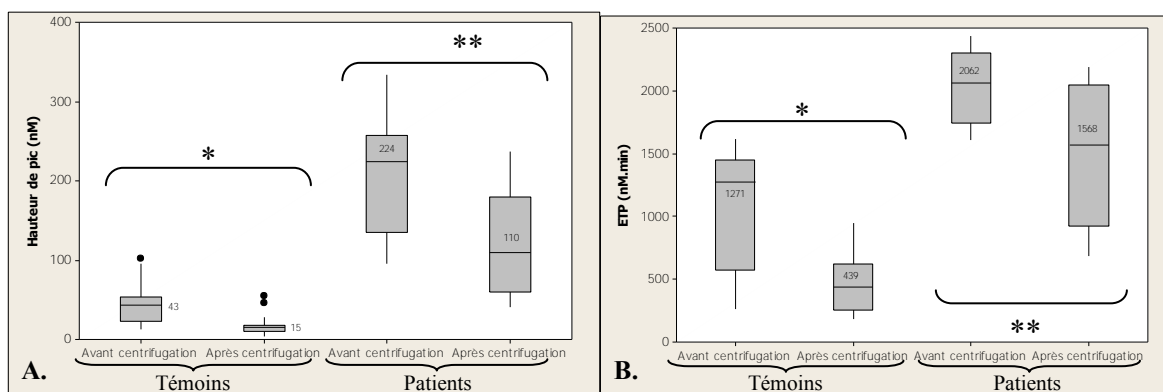 400
300
200
100
0
Hauteur de pic (nM)
*
**
43
15
224
110
Avant centrifugation Après centrifugation Avant centrifugation Après centrifugation
A.
Témoins Patients
2500
2000
1500
1000
500
0
ETP (nM.min)
*
**
1271
439
2062
1568
Avant centrifugation Après centrifugation Avant centrifugation Après centrifugation
B.
Témoins Patients